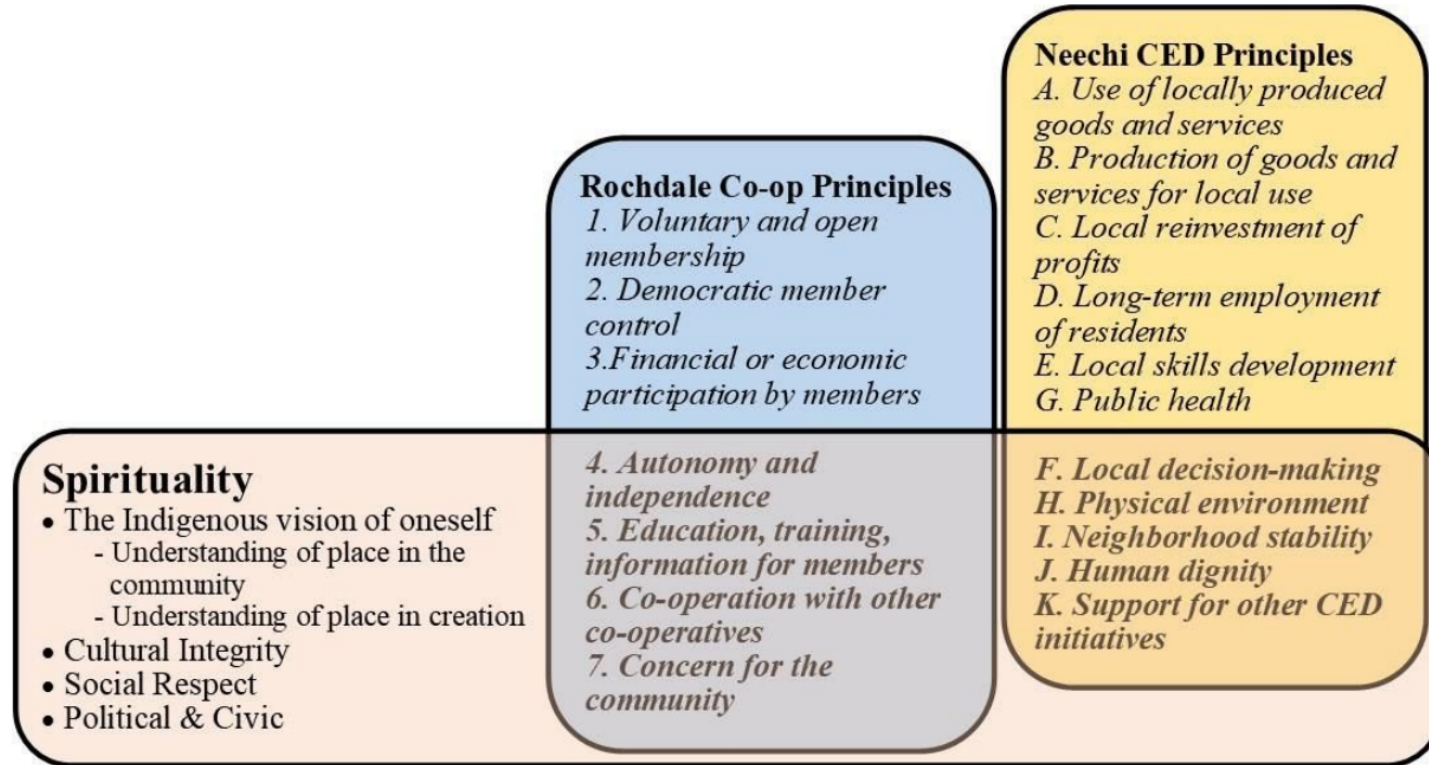 Neechi CED Principles
A. Use of locally produced
goods and services
B. Production of goods and
services for local use
C. Local reinvestment of
profits
D. Long-term employment
of residents
E. Local skills development
G. Public health
Rochdale Co-op Principles
1. Voluntary and open
membership
2. Democratic member
control
3.Financial or economic
participation by members
Spirituality
• The Indigenous vision of oneself
- Understanding of place in the
community
- Understanding of place in creation
• Cultural Integrity
• Social Respect
• Political & Civic
4. Autonomy and
independence
5. Education, training,
information for members
6. Co-operation with other
co-operatives
7. Concern for the
community
F. Local decision-making
H. Physical environment
I. Neighborhood stability
J. Human dignity
K. Support for other CED
initiatives